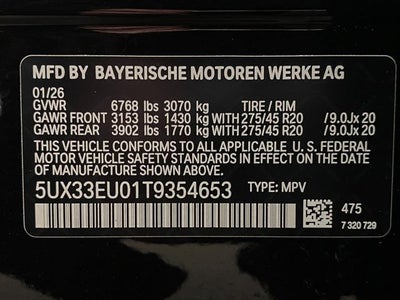 MFD BY BAYERISCHE MOTOREN WERKE AG
01/26
GVWR 6768 lbs 3070 kg TIRE / RIM
GAWR FRONT 3153 lbs 1430 kg WITH 275/45 R20 /9.0Jx 20
GAWR REAR 3902 lbs 1770 kg WITH 275/45 R20 /9.0Jx 20
THIS VEHICLE CONFORMS TO ALL APPLICABLE U. S. FEDERAL
MOTOR VEHICLE SAFETY STANDARDS IN EFFECT ON THE
DATE OF MANUFACTURE SHOWN ABOVE.
5UX33EU01T9354653 TYPE: MPV
475
7 320 729